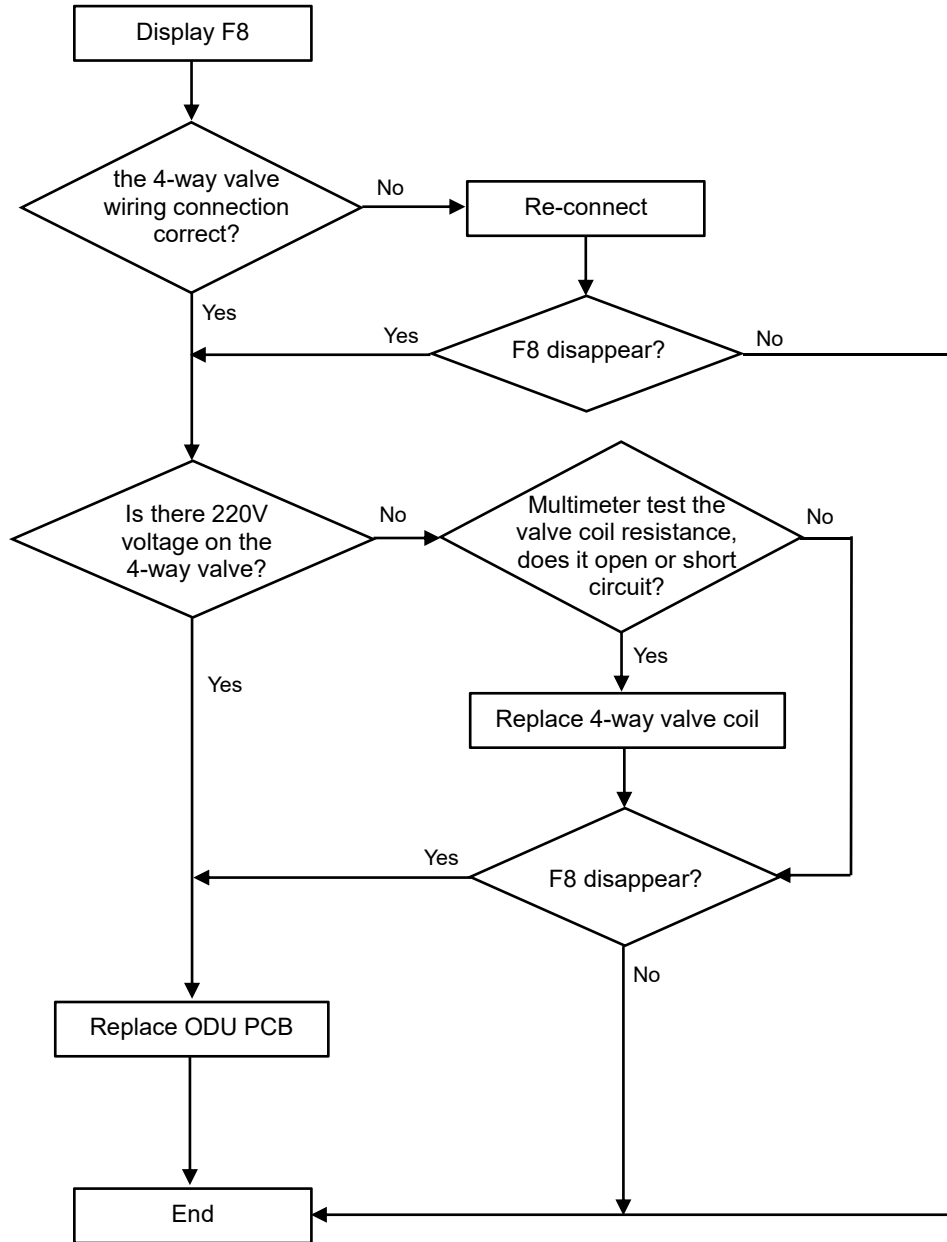 Display F8
the 4-way valve
wiring connection
correct?
No
Re-connect
Yes
Yes
F8 disappear?
No
Is there 220V
voltage on the
4-way valve?
No
Multimeter test the
valve coil resistance,
does it open or short
circuit?
No
Yes
Yes
Replace 4-way valve coil
Yes
F8 disappear?
No
Replace ODU PCB
End